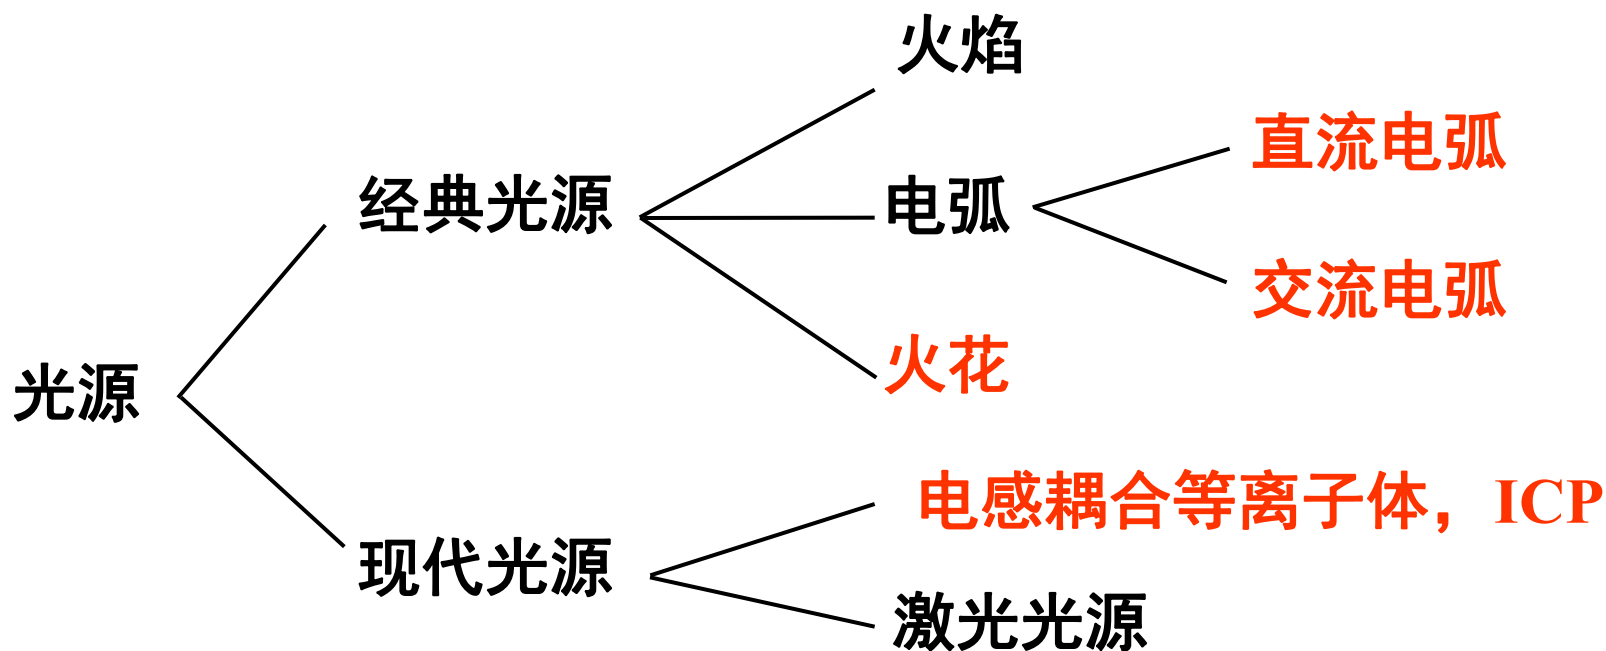 火焰
直流电弧
经典光源
电弧
交流电弧
火花
光源
电感耦合等离子体，ICP
现代光源
激光光源